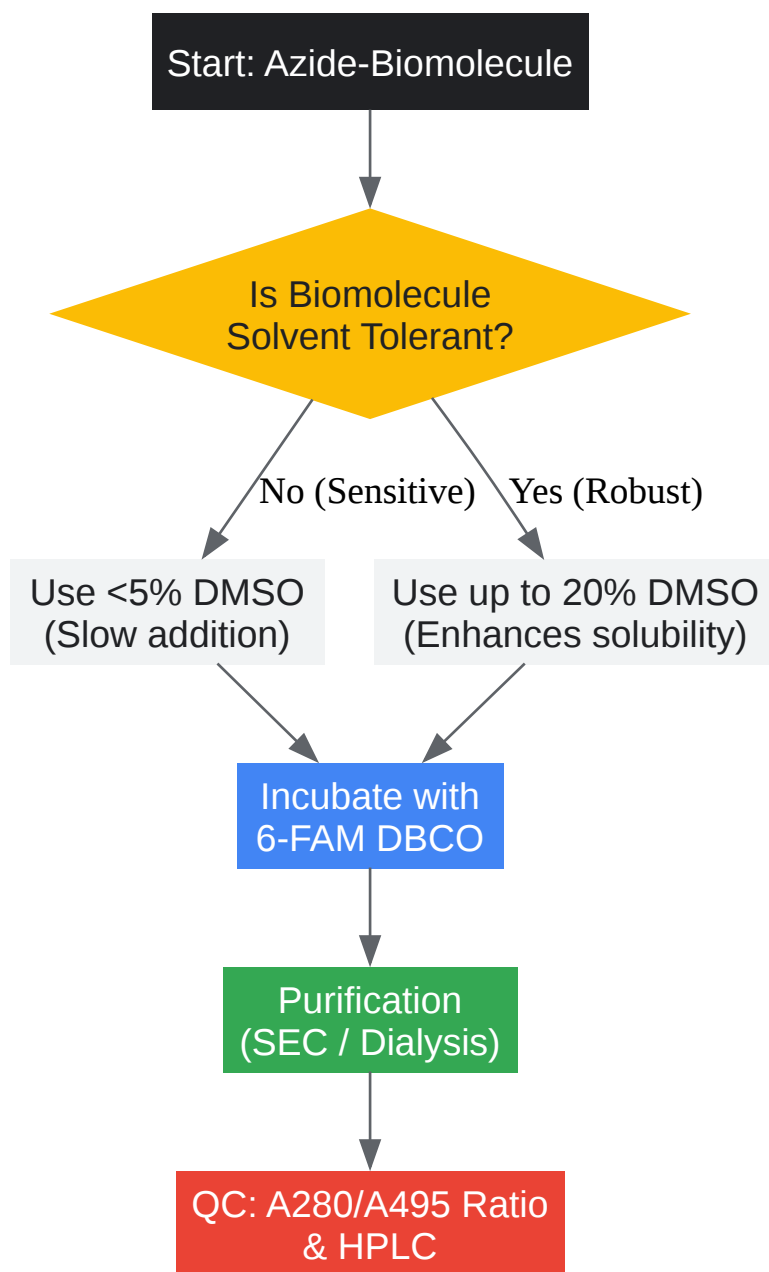 Start: Azide-Biomolecule
Is Biomolecule
Solvent Tolerant?
No (Sensitive)
Yes (Robust)
Use <5% DMSO
(Slow addition)
Use up to 20% DMSO
(Enhances solubility)
Incubate with
6-FAM DBCO
Purification
(SEC / Dialysis)
QC: A280/A495 Ratio
& HPLC